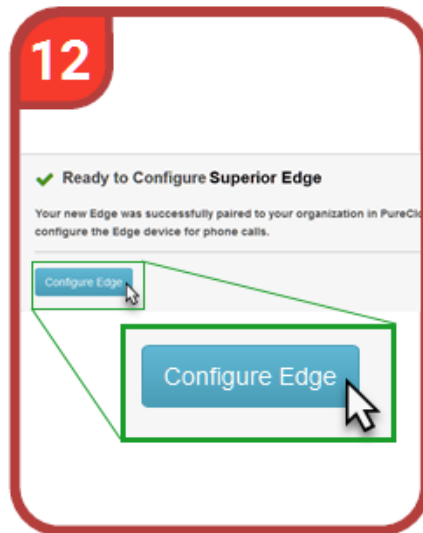 12
Ready to Configure Superior Edge
Your new Edge was successfully paired to your organization in
configure the Edge device for phone calls.
Configure Edge
Configure Edge